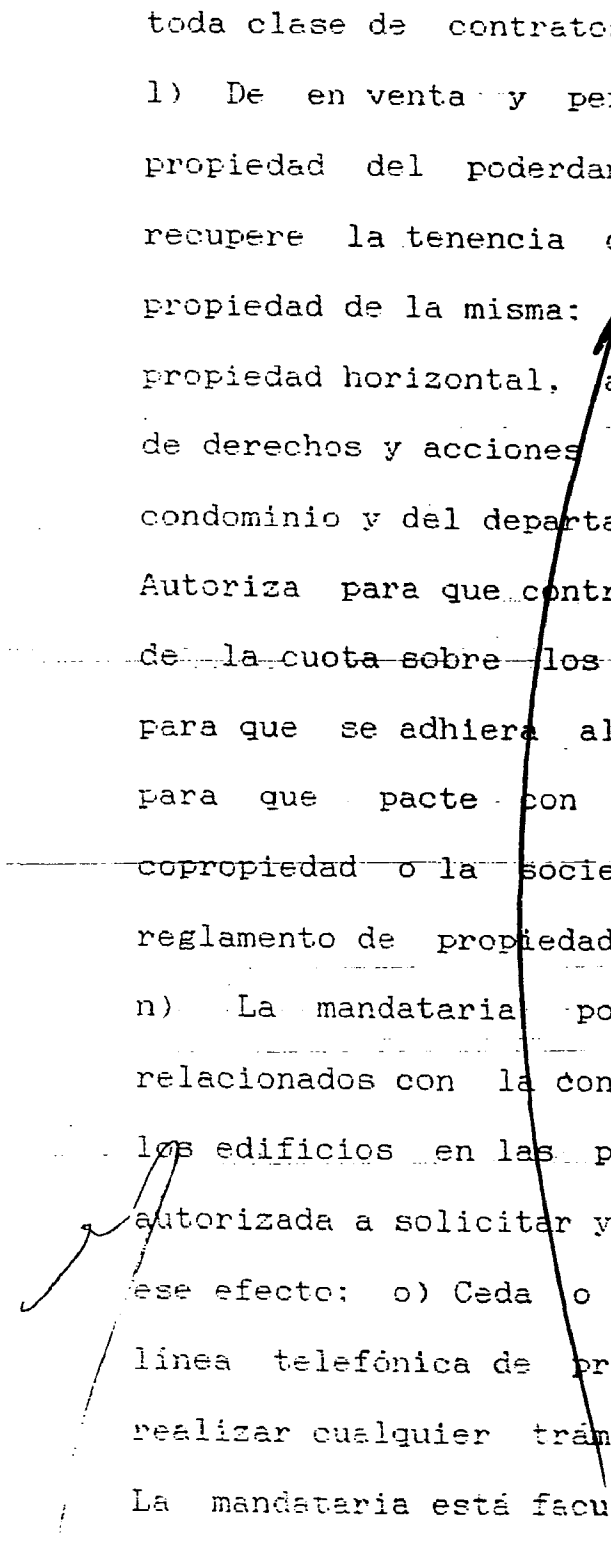 toda clase de contratos
l) De en venta y per
propiedad del poderdan
recupere la tenencia
propiedad de la misma:
propiedad horizontal, a
de derechos y acciones
condominio y del departa
Autoriza para que contr
de la cuota sobre los
para que se adhiera al
para que pacte con
copropiedad o la socie
reglamento de propiedad
n) La mandataria po
relacionados con la con
los edificios en las p
autorizada a solicitar y
ese efecto: o) Ceda o
línea telefónica de pr
realizar cualquier trám
La mandataria está facu